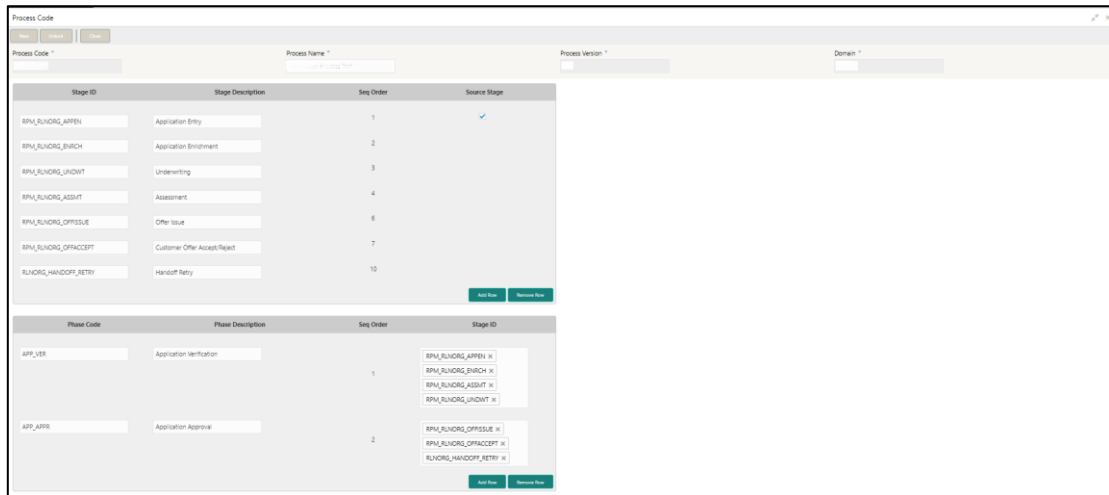 Process Code
New Unlock Close
Process Code * Process Name * Process Version * Domain *
Stage ID Stage Description Seq Order Source Stage
RPM_RLNORG_APPEN Application Entry 1
RPM_RLNORG_ENRCH Application Enrichment 2
RPM_RLNORG_UNDWT Underwriting 3
RPM_RLNORG_ASSMT Assessment 4
RPM_RLNORG_OFFISSUE Offer Issue 6
RPM_RLNORG_OFFACCEPT Customer Offer Accept/Reject 7
RLNORG_HANDOFF_RETRY Handoff Retry 10
Add Row Remove Row
Phase Code Phase Description Seq Order Stage ID
APP_VER Application Verification 1
RPM_RLNORG_APPEN
RPM_RLNORG_ENRCH
RPM_RLNORG_ASSMT
RPM_RLNORG_UNDWT
APP_APPR Application Approval 2
RPM_RLNORG_OFFISSUE
RPM_RLNORG_OFFACCEPT
RLNORG_HANDOFF_RETRY
Add Row Remove Row